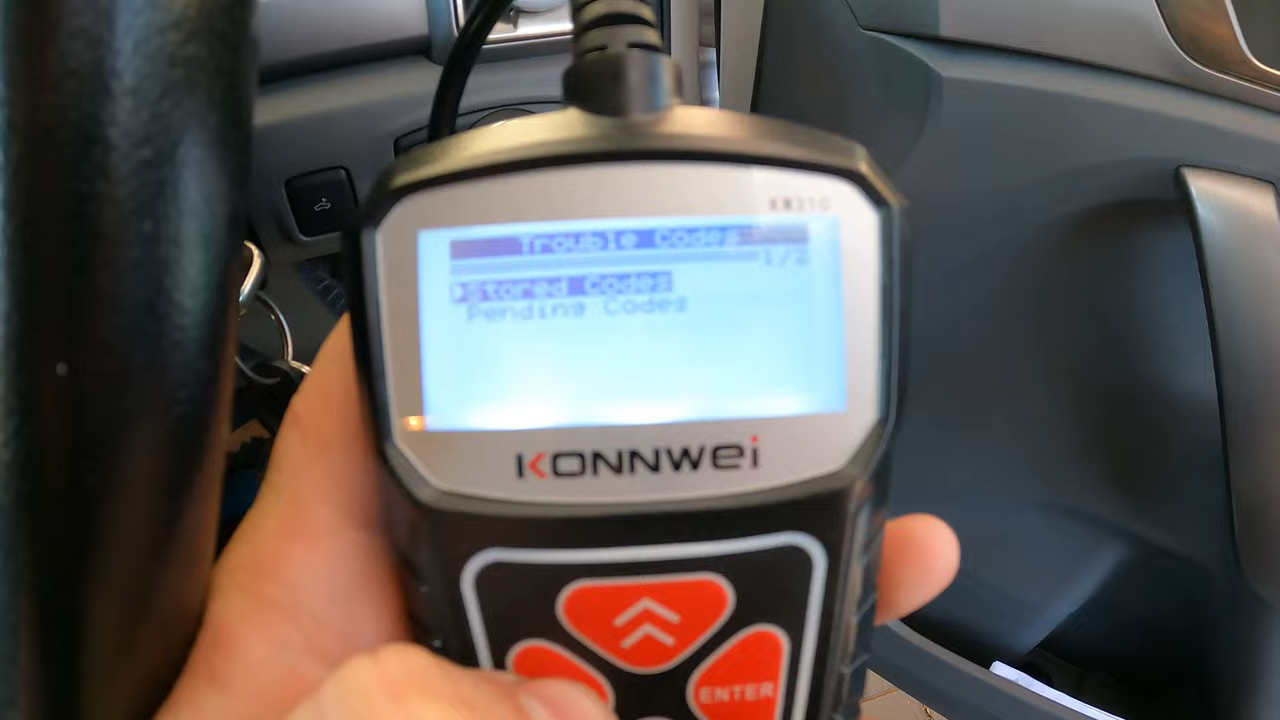 KW310
Trouble Codes
1/2
Stored Codes
Pending Codes
KONNWEI
ENTER